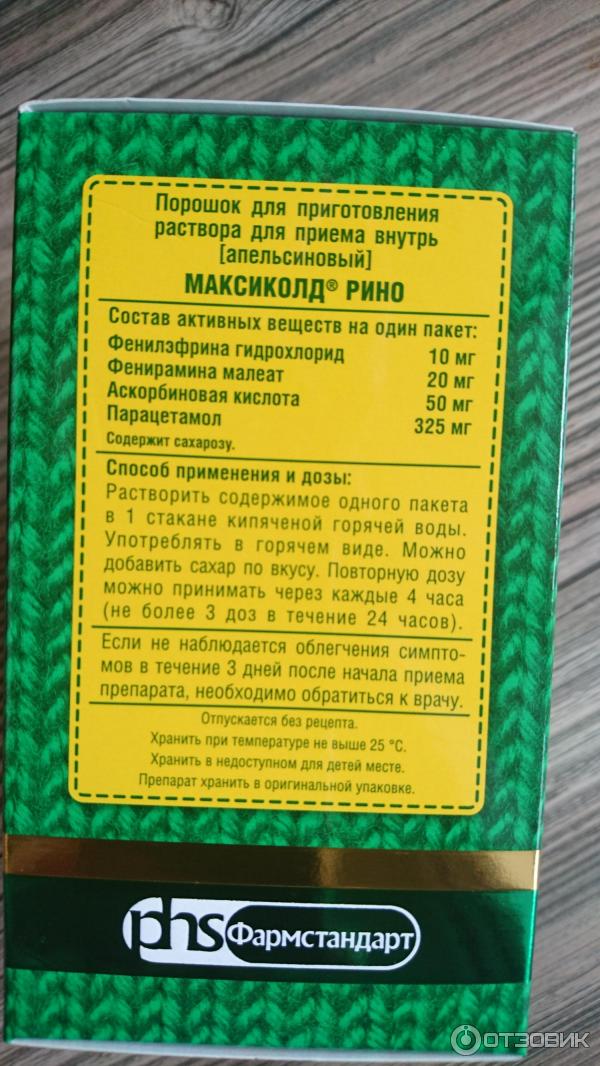 Порошок для приготовления
раствора для приема внутрь
[апельсиновый]
МАКСИКОЛД® РИНО
Состав активных веществ на один пакет:
Фенилэфрина гидрохлорид 10 мг
Фенирамина малеат 20 мг
Аскорбиновая кислота 50 мг
Парацетамол 325 мг
Содержит сахарозу.
Способ применения и дозы:
Растворить содержимое одного пакета
в 1 стакане кипяченой горячей воды.
Употреблять в горячем виде. Можно
добавить сахар по вкусу. Повторную дозу
можно принимать через каждые 4 часа
(не более 3 доз в течение 24 часов).
Если не наблюдается облегчения симпто-
мов в течение 3 дней после начала приема
препарата, необходимо обратиться к врачу.
Отпускается без рецепта.
Хранить при температуре не выше 25 °С.
Хранить в недоступном для детей месте.
Препарат хранить в оригинальной упаковке.
phs Фармстандарт
ОТЗОВИК